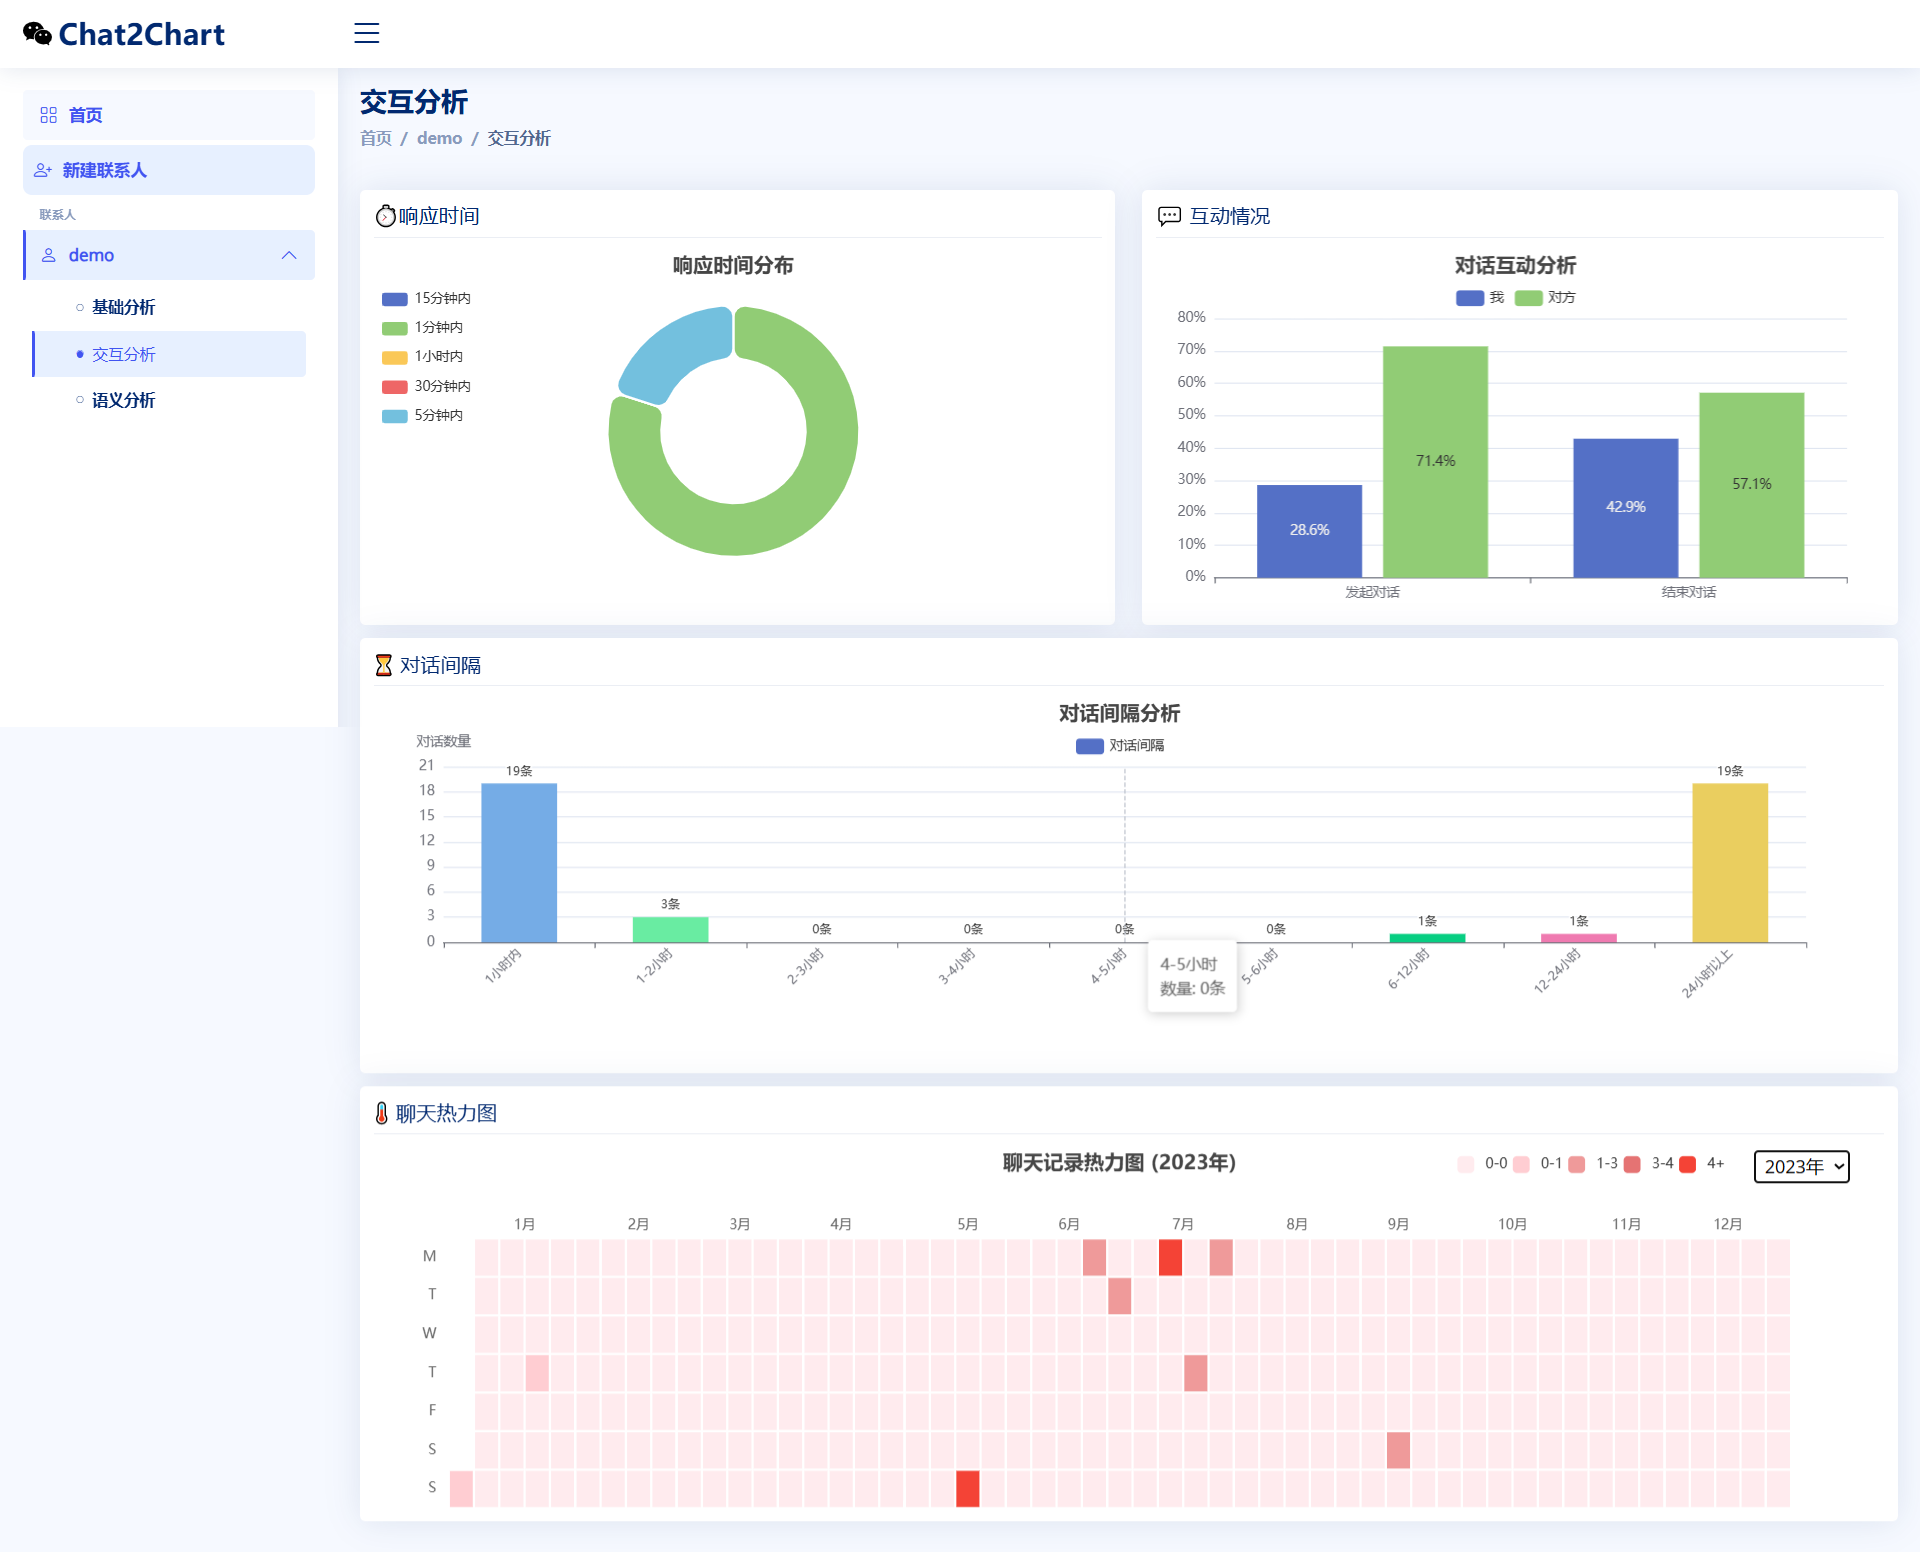 Chat2Chart
首页
新建联系人
联系人
demo
基础分析
交互分析
语义分析
交互分析
首页 / demo / 交互分析
响应时间
响应时间分布
15分钟内
1分钟内
1小时内
30分钟内
5分钟内
互动情况
对话互动分析
我 对方
80%
70%
60%
50%
40%
30%
20%
10%
0%
28.6%
71.4%
42.9%
57.1%
发起对话 结束对话
对话间隔
对话间隔分析
对话间隔
对话数量
21
18
15
12
9
6
3
0
19条 3条 0条 0条 0条 0条 1条 1条 19条
1小时内 1-2小时 2-3小时 3-4小时 4-5小时 5-6小时 6-12小时 12-24小时 24小时以上
4-5小时
数量: 0条
聊天热力图
聊天记录热力图 (2023年)
0-0 0-1 1-3 3-4 4+
2023年
1月 2月 3月 4月 5月 6月 7月 8月 9月 10月 11月 12月
M
T
W
T
F
S
S